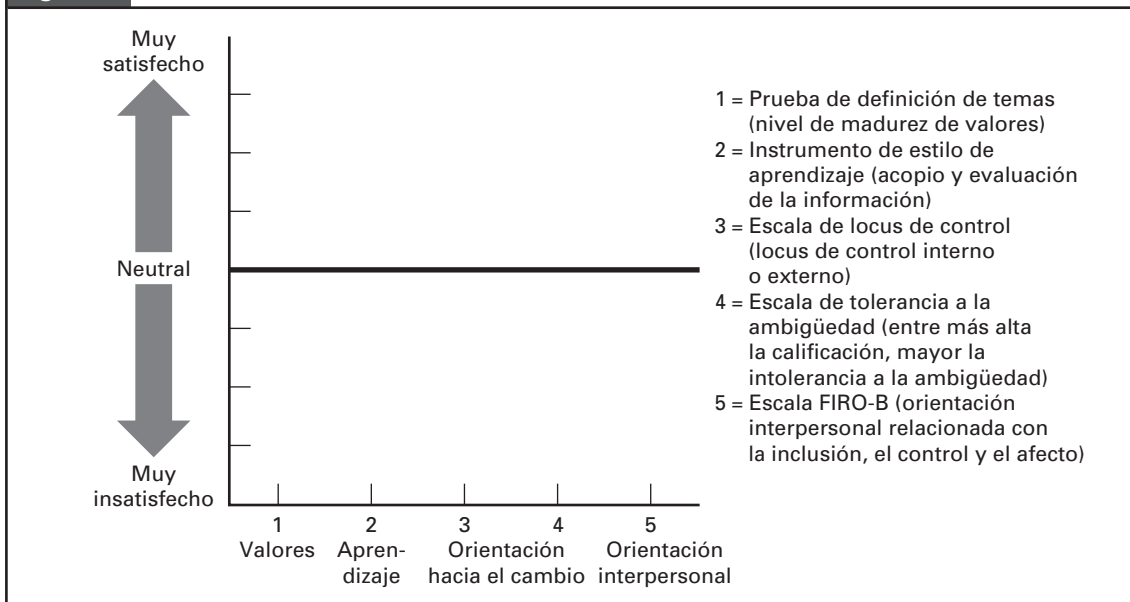 Muy
satisfecho
Neutral
Muy
insatisfecho
1
2
3
4
5
Valores
Apren-
dizaje
Orientación
hacia el cambio
Orientación
interpersonal
1 = Prueba de definición de temas
(nivel de madurez de valores)
2 = Instrumento de estilo de
aprendizaje (acopio y evaluación
de la información)
3 = Escala de locus de control
(locus de control interno
o externo)
4 = Escala de tolerancia a la
ambigüedad (entre más alta
la calificación, mayor la
intolerancia a la ambigüedad)
5 = Escala FIRO-B (orientación
interpersonal relacionada con
la inclusión, el control y el afecto)